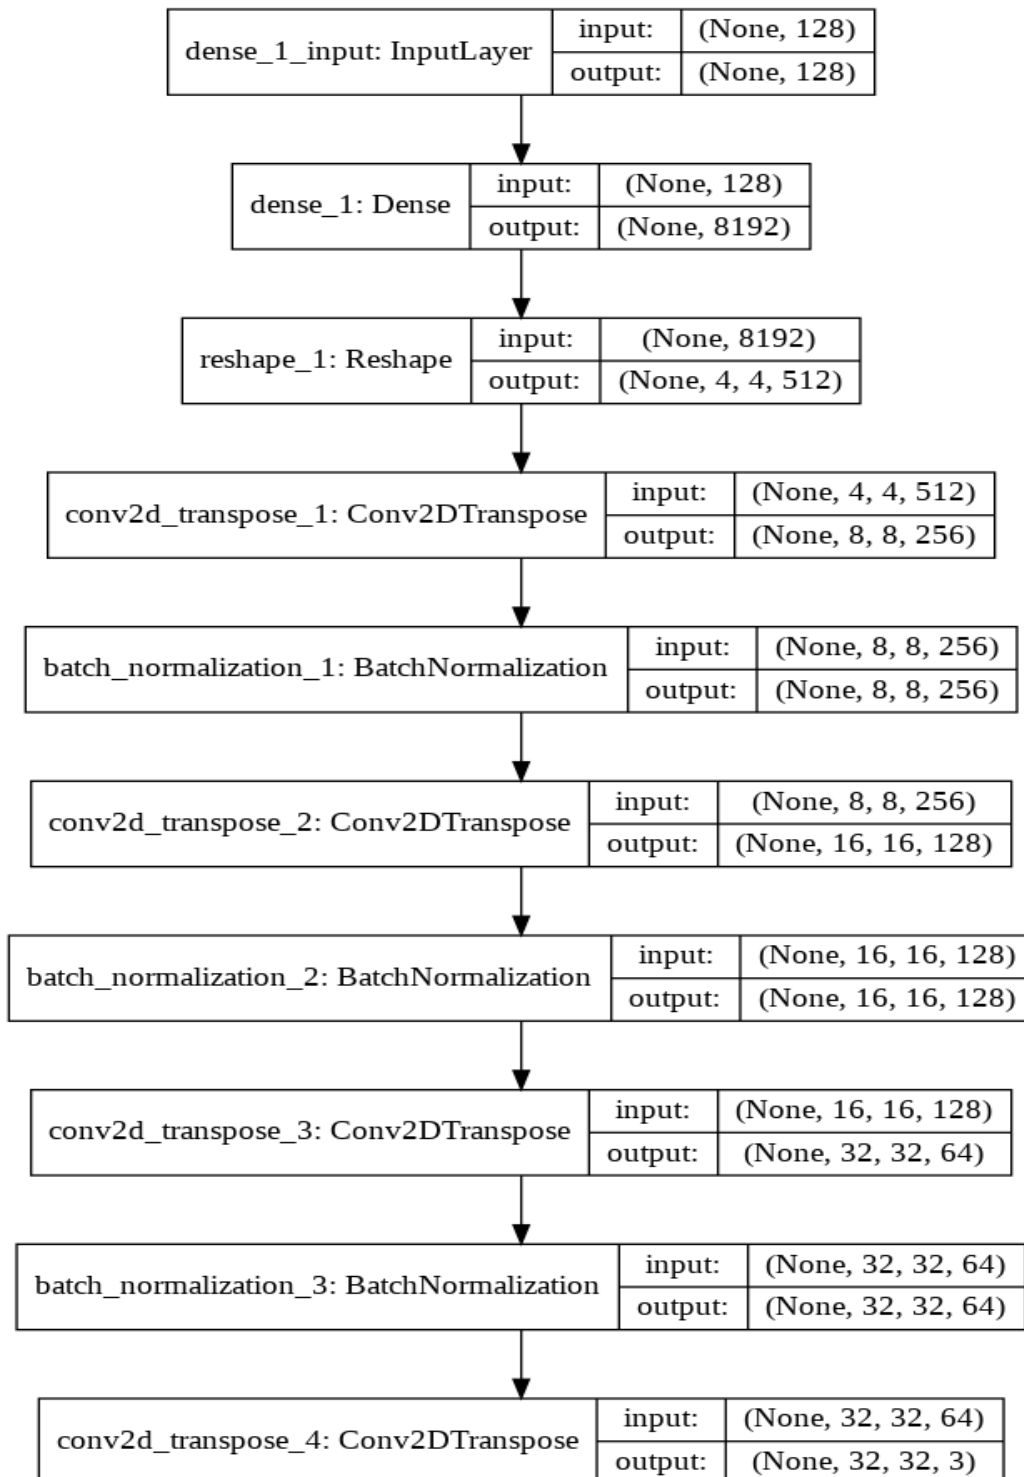 dense_1_input: InputLayer
input: (None, 128)
output: (None, 128)
dense_1: Dense
input: (None, 128)
output: (None, 8192)
reshape_1: Reshape
input: (None, 8192)
output: (None, 4, 4, 512)
conv2d_transpose_1: Conv2DTranspose
input: (None, 4, 4, 512)
output: (None, 8, 8, 256)
batch_normalization_1: BatchNormalization
input: (None, 8, 8, 256)
output: (None, 8, 8, 256)
conv2d_transpose_2: Conv2DTranspose
input: (None, 8, 8, 256)
output: (None, 16, 16, 128)
batch_normalization_2: BatchNormalization
input: (None, 16, 16, 128)
output: (None, 16, 16, 128)
conv2d_transpose_3: Conv2DTranspose
input: (None, 16, 16, 128)
output: (None, 32, 32, 64)
batch_normalization_3: BatchNormalization
input: (None, 32, 32, 64)
output: (None, 32, 32, 64)
conv2d_transpose_4: Conv2DTranspose
input: (None, 32, 32, 64)
output: (None, 32, 32, 3)